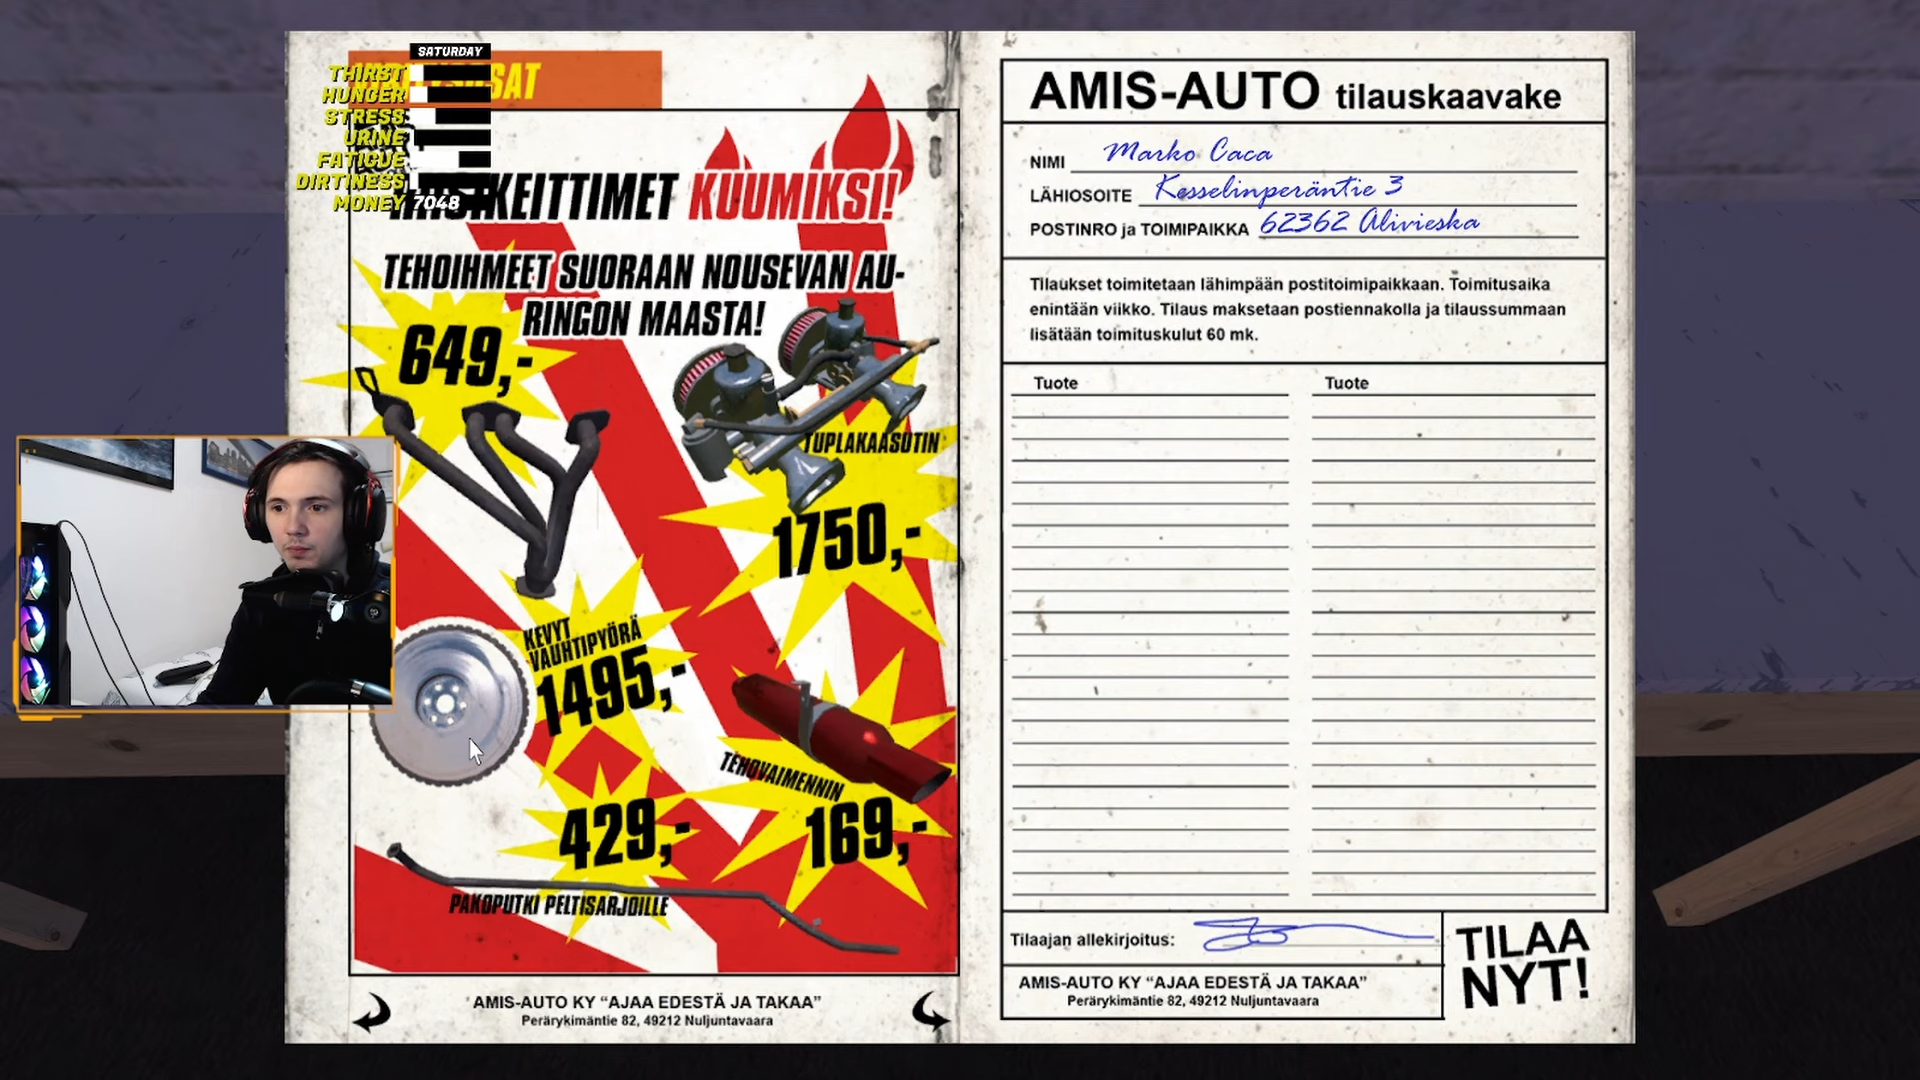 SATURDAY
THIRST
HUNGER
STRESS
URINE
FATIGUE
DIRTINESS
MONEY 7048
KUUMIKSI!
TEHOIHMEET SUORAAN NOUSEVAN AU-
RINGON MAASTA!
649,-
TUPLAKAASUTIN
1750,-
KEVYT
VAUHTIPYÖRÄ
1495,-
TEHOVAIMENNIN
169,-
429,-
PAKOPUTKI PELTISARJOILLE
AMIS-AUTO KY “AJAA EDESTÄ JA TAKAA”
Perärykimäntie 82, 49212 Nuljuntavaara
AMIS-AUTO tilauskaavake
NIMI Marko Caca
LÄHIOSOITE Kesselinperäntie 3
POSTINRO ja TOIMIPAIKKA 62362 Alivieska
Tilaukset toimitetaan lähimpään postitoimipaikkaan. Toimitusaika
enintään viikko. Tilaus maksetaan postiennakolla ja tilaussummaan
lisätään toimituskulut 60 mk.
Tuote Tuote
Tilaajan allekirjoitus:
AMIS-AUTO KY “AJAA EDESTÄ JA TAKAA”
Perärykimäntie 82, 49212 Nuljuntavaara
TILAA
NYT!